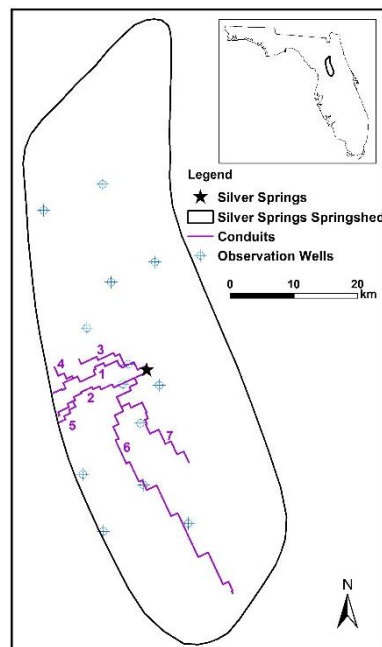 Legend
Silver Springs
Silver Springs Springshed
Conduits
Observation Wells
0 10 20
km
3
4
1
2
5
7
6
N